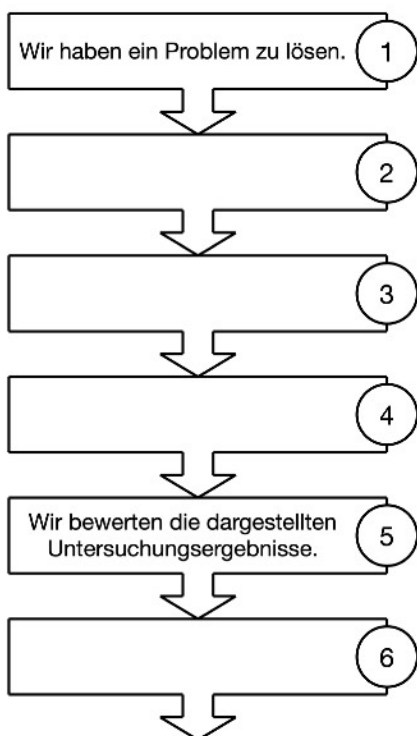 Wir haben ein Problem zu lösen.
1
2
3
4
Wir bewerten die dargestellten
Untersuchungsergebnisse.
5
6